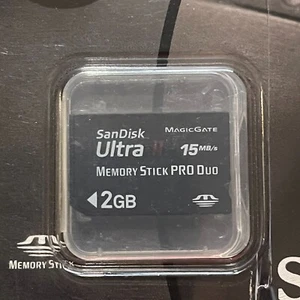 SanDisk
MAGICGATE
Ultra
15MB/s
MEMORY STICK PRO DUO
2GB
MEMORY STICK
S